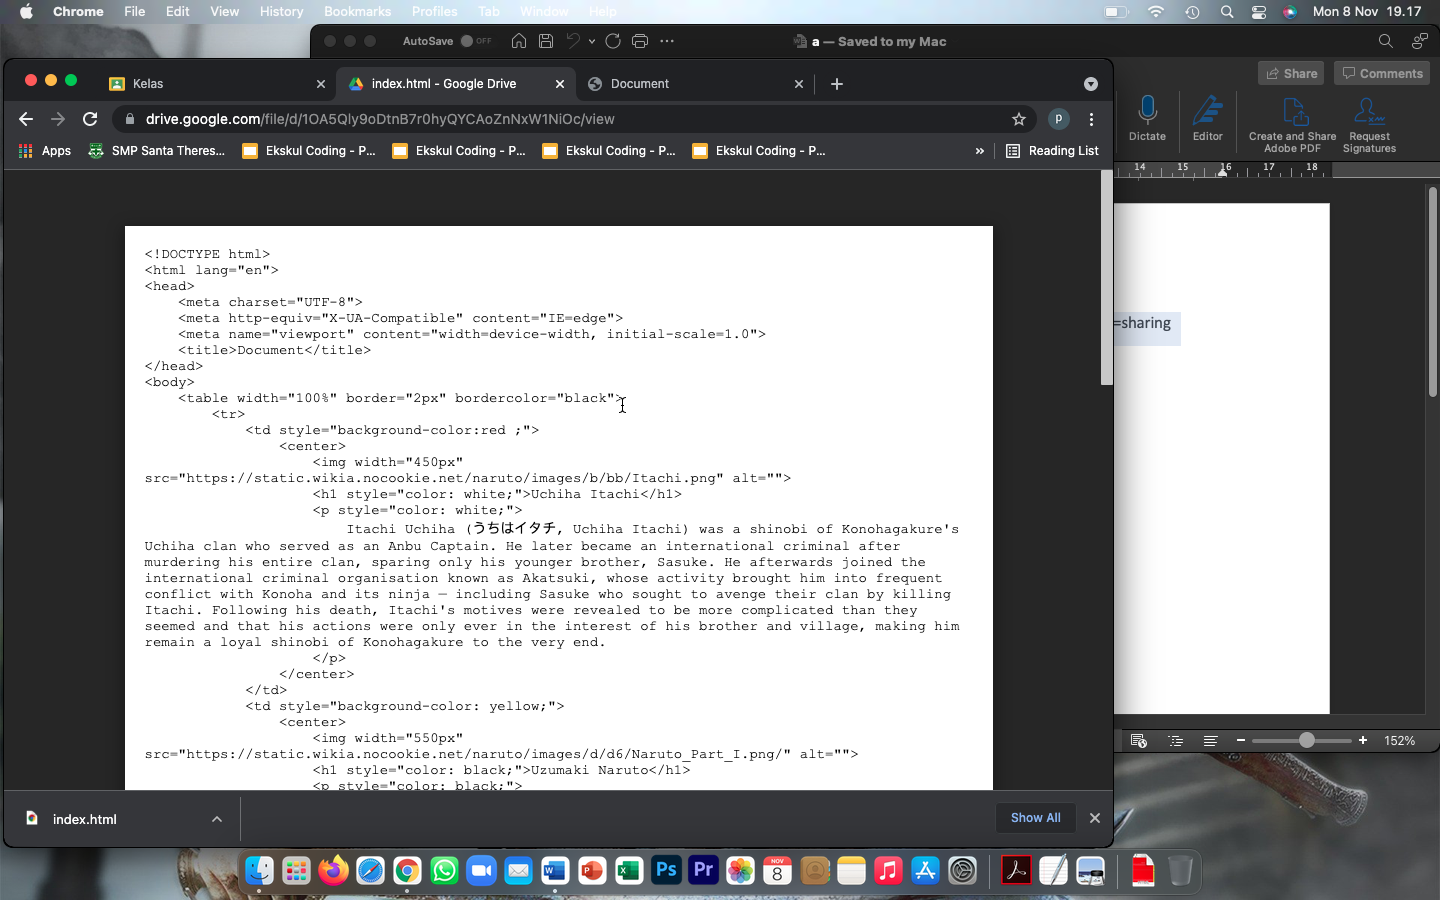 Chrome File Edit View History Bookmarks Profiles Tab Window Help Mon 8 Nov 19.17
AutoSave OFF a — Saved to my Mac
Share Comments
Dictate Editor Create and Share Adobe PDF Request Signatures
14 15 16 17 18
=sharing
152%
Kelas index.html - Google Drive Document
drive.google.com/file/d/1OA5Qly9oDtnB7r0hyQYCAoZnNxW1NiOc/view P
Apps SMP Santa Theres... Ekskul Coding - P... Ekskul Coding - P... Ekskul Coding - P... Ekskul Coding - P... » Reading List
<!DOCTYPE html>
<html lang="en">
<head>
<meta charset="UTF-8">
<meta http-equiv="X-UA-Compatible" content="IE=edge">
<meta name="viewport" content="width=device-width, initial-scale=1.0">
<title>Document</title>
</head>
<body>
<table width="100%" border="2px" bordercolor="black">
<tr>
<td style="background-color:red ;">
<center>
<img width="450px"
src="https://static.wikia.nocookie.net/naruto/images/b/bb/Itachi.png" alt="">
<h1 style="color: white;">Uchiha Itachi</h1>
<p style="color: white;">
Itachi Uchiha (うちはイタチ, Uchiha Itachi) was a shinobi of Konohagakure's
Uchiha clan who served as an Anbu Captain. He later became an international criminal after
murdering his entire clan, sparing only his younger brother, Sasuke. He afterwards joined the
international criminal organisation known as Akatsuki, whose activity brought him into frequent
conflict with Konoha and its ninja — including Sasuke who sought to avenge their clan by killing
Itachi. Following his death, Itachi's motives were revealed to be more complicated than they
seemed and that his actions were only ever in the interest of his brother and village, making him
remain a loyal shinobi of Konohagakure to the very end.
</p>
</center>
</td>
<td style="background-color: yellow;">
<center>
<img width="550px"
src="https://static.wikia.nocookie.net/naruto/images/d/d6/Naruto_Part_I.png/" alt="">
<h1 style="color: black;">Uzumaki Naruto</h1>
<p style="color: black;">
index.html Show All
W P X Ps Pr NOV 8